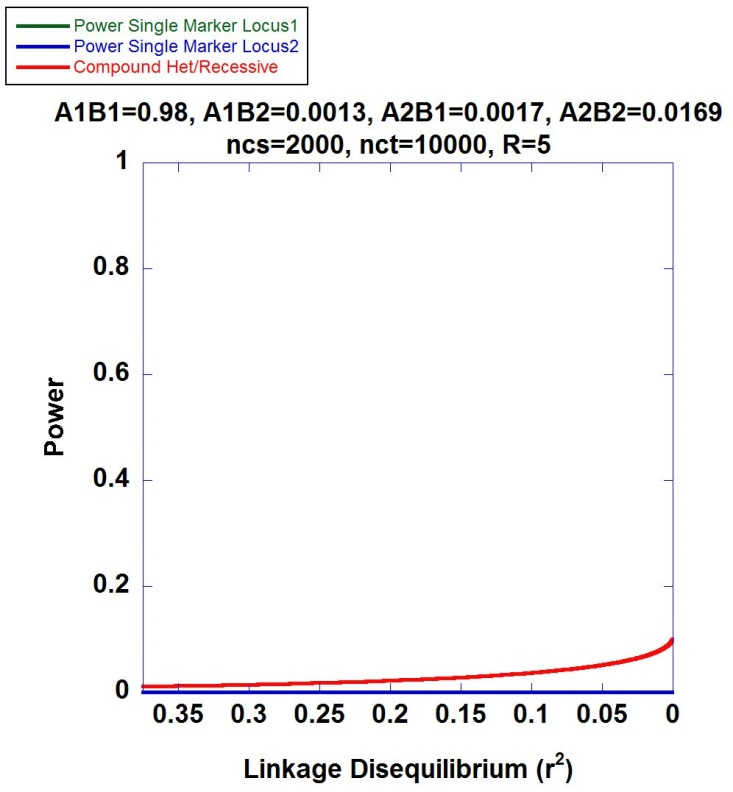 Power Single Marker Locus1
Power Single Marker Locus2
Compound Het/Recessive
A1B1=0.98, A1B2=0.0013, A2B1=0.0017, A2B2=0.0169
ncs=2000, nct=10000, R=5
1
0.8
0.6
0.4
0.2
0
Power
0.35 0.3 0.25 0.2 0.15 0.1 0.05 0
Linkage Disequilibrium (r²)